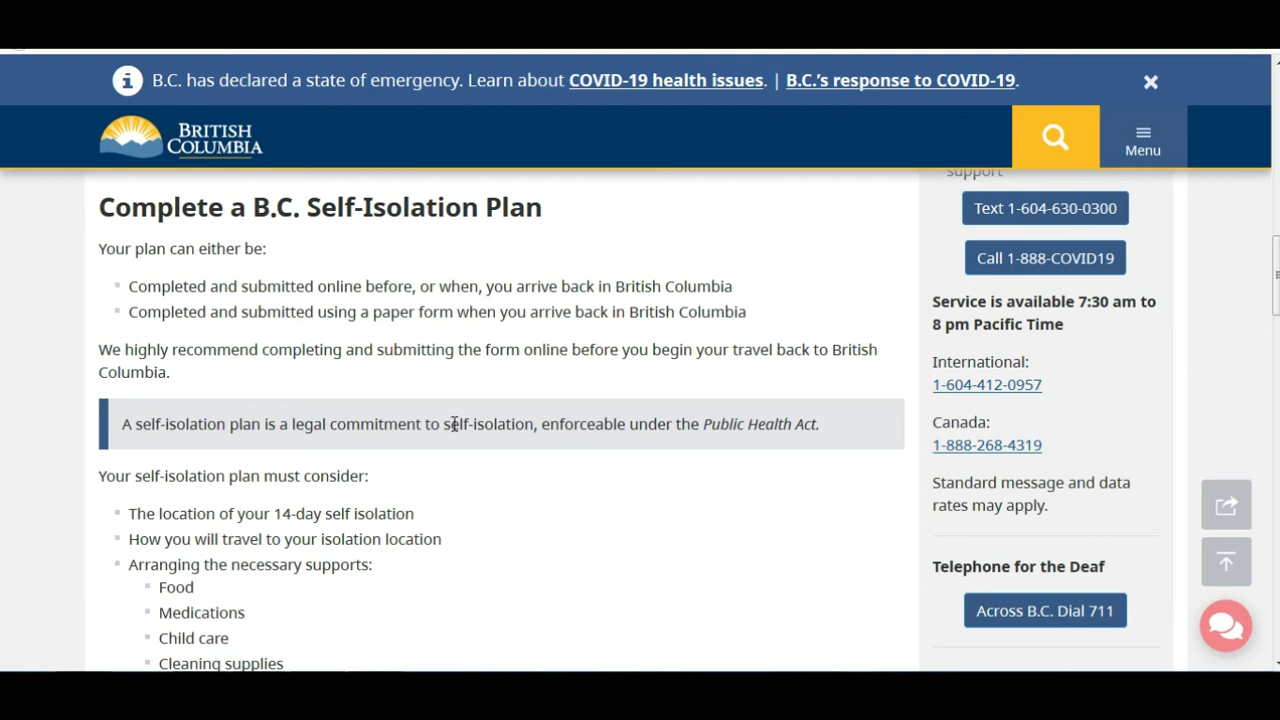 B.C. has declared a state of emergency. Learn about COVID-19 health issues. | B.C.'s response to COVID-19.
BRITISH
COLUMBIA
Menu
Complete a B.C. Self-Isolation Plan
Your plan can either be:
Completed and submitted online before, or when, you arrive back in British Columbia
Completed and submitted using a paper form when you arrive back in British Columbia
We highly recommend completing and submitting the form online before you begin your travel back to British
Columbia.
A self-isolation plan is a legal commitment to self-isolation, enforceable under the Public Health Act.
Your self-isolation plan must consider:
The location of your 14-day self isolation
How you will travel to your isolation location
Arranging the necessary supports:
Food
Medications
Child care
Cleaning supplies
support
Text 1-604-630-0300
Call 1-888-COVID19
Service is available 7:30 am to
8 pm Pacific Time
International:
1-604-412-0957
Canada:
1-888-268-4319
Standard message and data
rates may apply.
Telephone for the Deaf
Across B.C. Dial 711